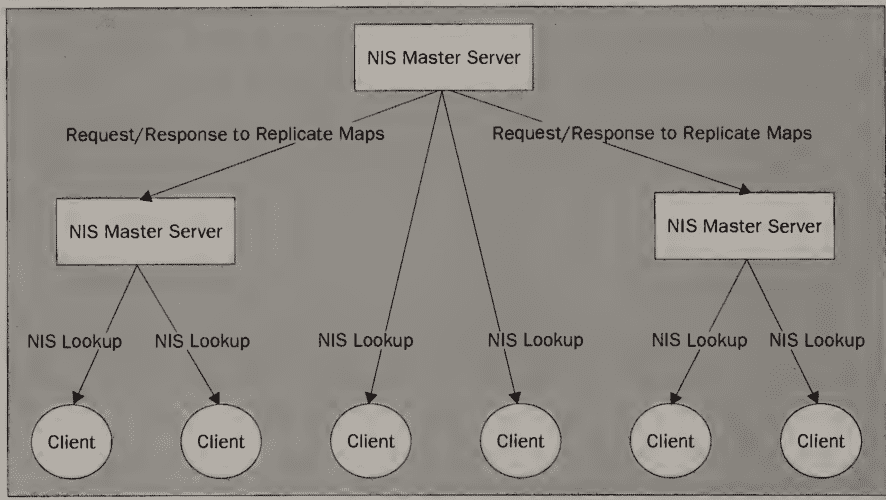 NIS Master Server
Request/Response to Replicate Maps
Request/Response to Replicate Maps
NIS Master Server
NIS Master Server
NIS Lookup
NIS Lookup
NIS Lookup
NIS Lookup
NIS Lookup
NIS Lookup
Client
Client
Client
Client
Client
Client